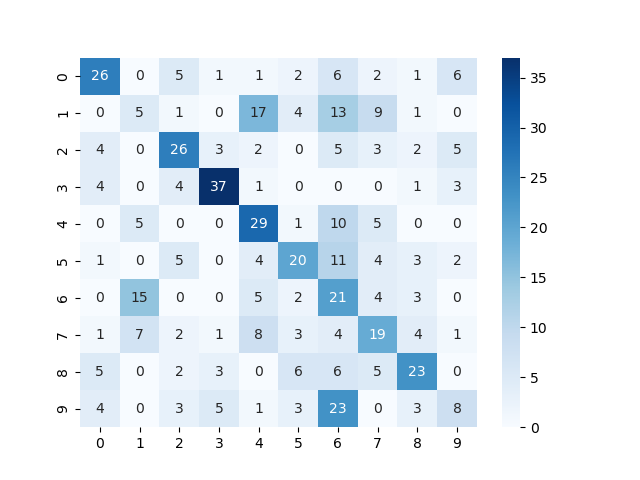 0 26 0 5 1 1 2 6 2 1 6
1 0 5 1 0 17 4 13 9 1 0
2 4 0 26 3 2 0 5 3 2 5
3 4 0 4 37 1 0 0 0 1 3
4 0 5 0 0 29 1 10 5 0 0
5 1 0 5 0 4 20 11 4 3 2
6 0 15 0 0 5 2 21 4 3 0
7 1 7 2 1 8 3 4 19 4 1
8 5 0 2 3 0 6 6 5 23 0
9 4 0 3 5 1 3 23 0 3 8
0 1 2 3 4 5 6 7 8 9
35
30
25
20
15
10
5
0